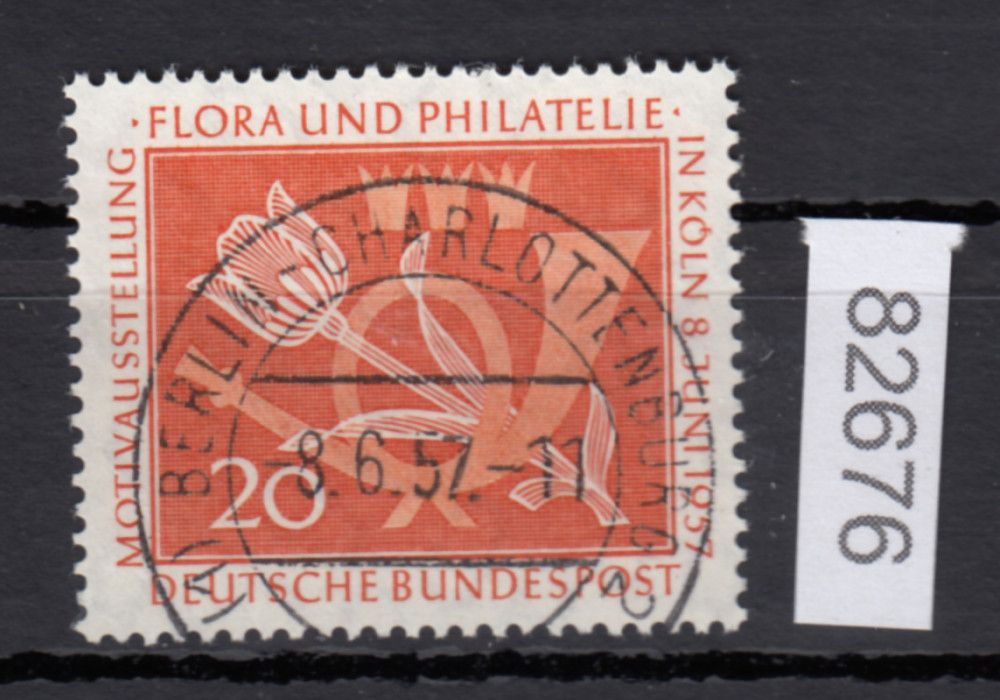 · FLORA UND PHILATELIE ·
MOTIVAUSSTELLUNG
IN KÖLN 8. JUNI 1957
BERLIN-CHARLOTTENBURG 2
-8.6.57.-11
20
DEUTSCHE BUNDESPOST
82676